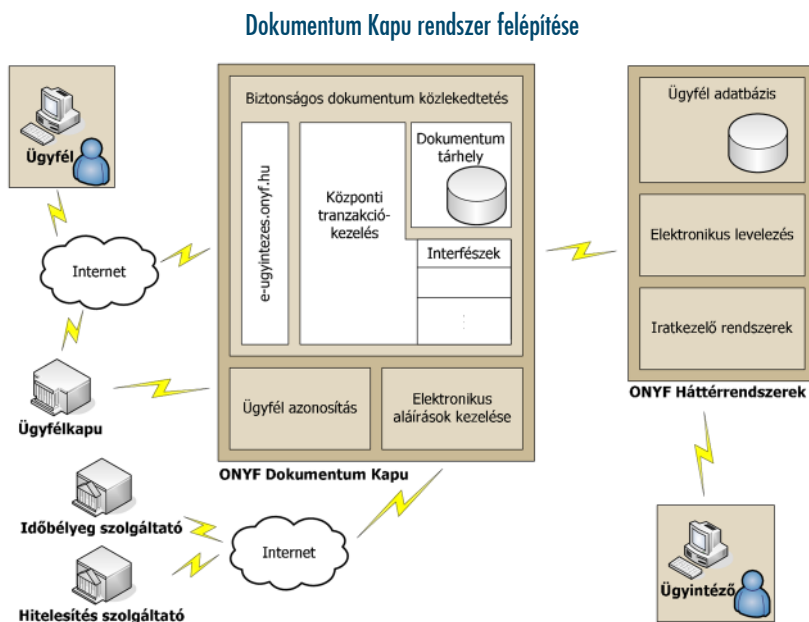 Dokumentum Kapu rendszer felépítése
Ügyfél
Internet
Ügyfélkapu
Biztonságos dokumentum közlekedtetés
e-ugyintezes.onyf.hu
Központi
tranzakció-
kezelés
Dokumentum
tárhely
Interfészek
Ügyfél azonosítás
Elektronikus
aláírások kezelése
ONYF Dokumentum Kapu
Ügyfél adatbázis
Elektronikus levelezés
Iratkezelő rendszerek
ONYF Háttérrendszerek
Időbélyeg szolgáltató
Hitelesítés szolgáltató
Internet
Ügyintéző